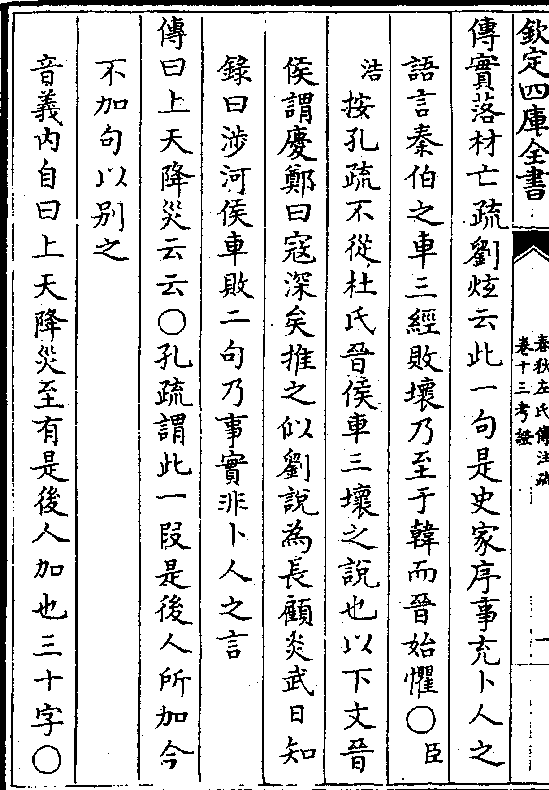 欽定四庫全書
春秋左氏傳注疏
卷十三考證
一
傳實落材亡疏劉炫云此一句是史家序事充卜人之
語言秦伯之車三經敗壞乃至于韓而晉始懼〇臣
浩按孔疏不從杜氏晉侯車三壞之說也以下文晉
侯謂慶鄭曰寇深矣推之似劉說為長顧炎武日知
錄曰涉河侯車敗二句乃事實非卜人之言
傳曰上天降災云云〇孔疏謂此一段是後人所加今
不加句以別之
音義內自曰上天降災至有是後人加也三十字〇